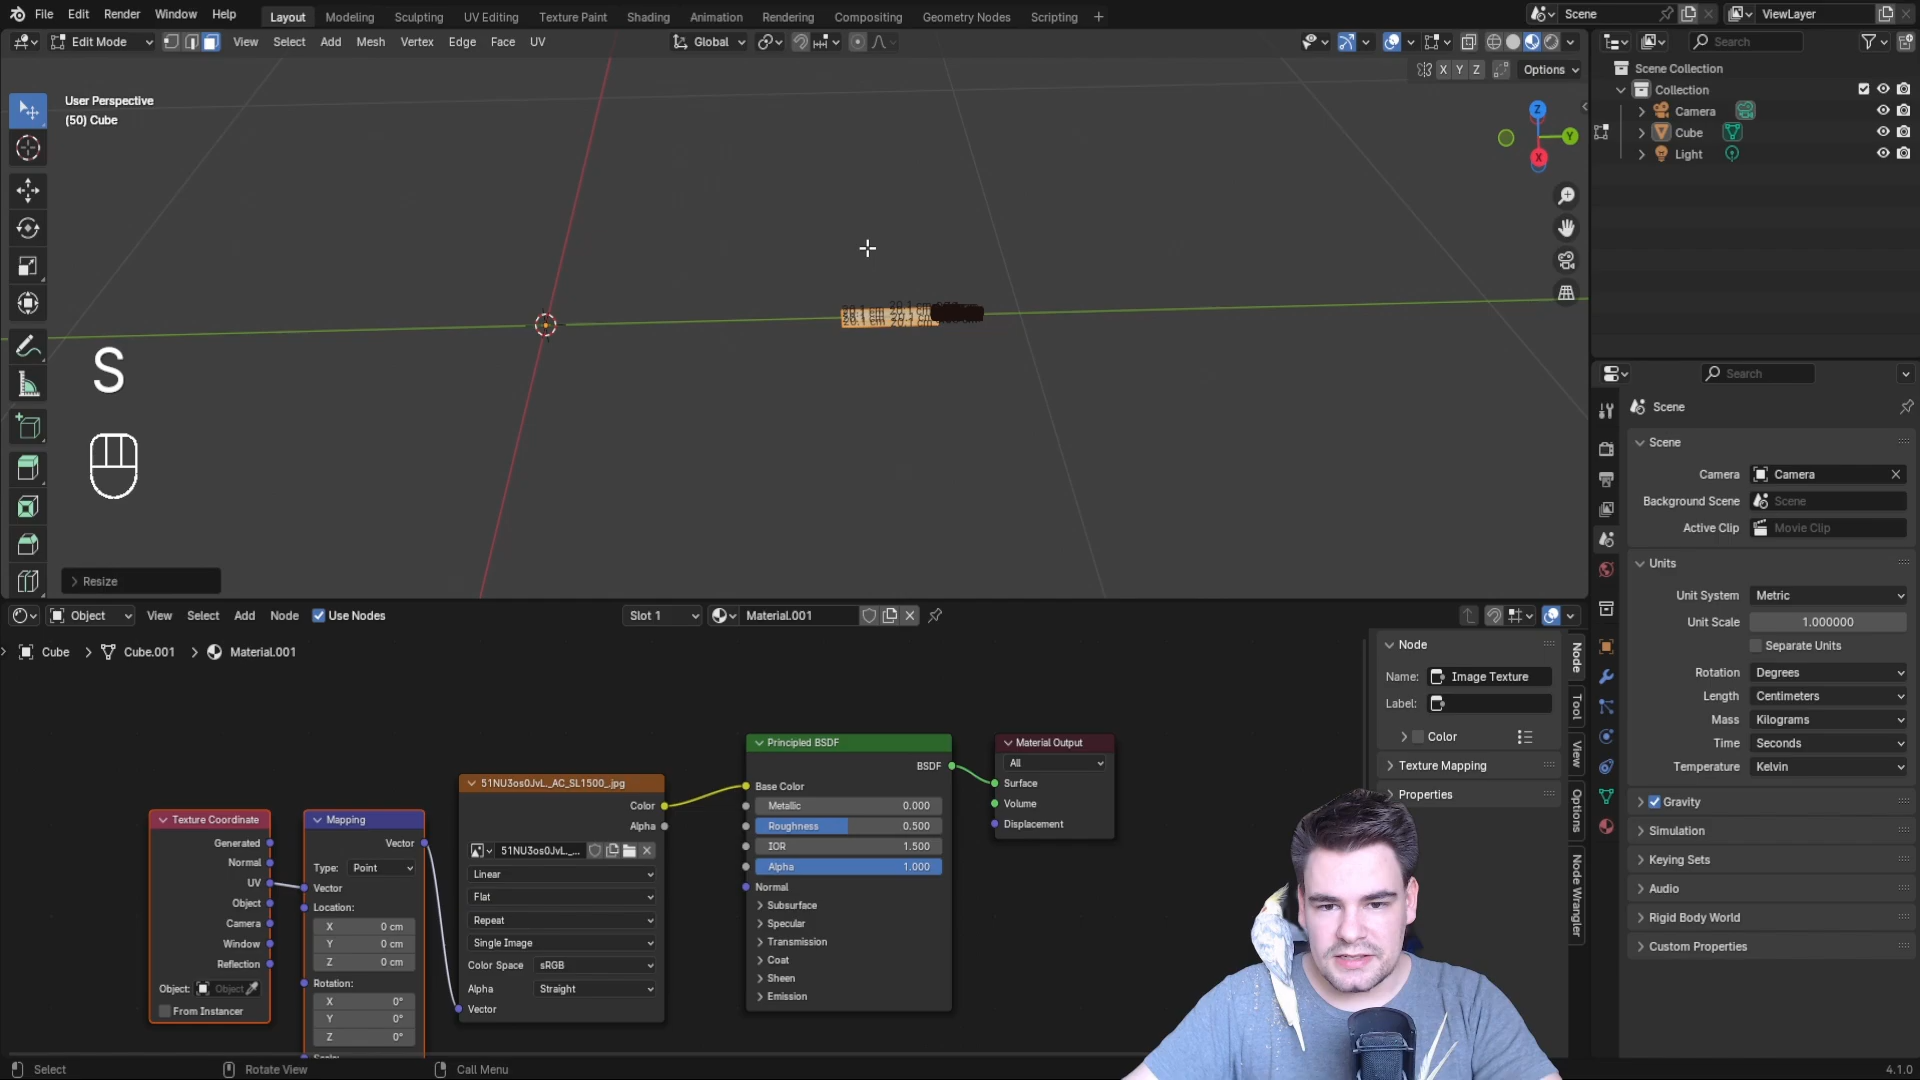 File Edit Render Window Help Layout Modeling Sculpting UV Editing Texture Paint Shading Animation Rendering Compositing Geometry Nodes Scripting + Scene ViewLayer
Edit Mode View Select Add Mesh Vertex Edge Face UV Global Search
X Y Z Options
User Perspective
(50) Cube
Scene Collection
Collection
Camera
Cube
Light
Z
Y
X
S
Resize
Search
Scene
Scene
Camera Camera
Background Scene Scene
Active Clip Movie Clip
Units
Unit System Metric
Unit Scale 1.000000
Separate Units
Rotation Degrees
Length Centimeters
Mass Kilograms
Time Seconds
Temperature Kelvin
Gravity
Simulation
Keying Sets
Audio
Rigid Body World
Custom Properties
Object View Select Add Node Use Nodes Slot 1 Material.001
Cube Cube.001 Material.001
Texture Coordinate
Generated
Normal
UV
Object
Camera
Window
Reflection
Object: Object
From Instancer
Mapping
Vector
Type: Point
Vector
Location:
X 0 cm
Y 0 cm
Z 0 cm
Rotation:
X 0°
Y 0°
Z 0°
51NU3os0JvL._AC_SL1500_.jpg
Color
Alpha
51NU3os0JvL._...
Linear
Flat
Repeat
Single Image
Color Space sRGB
Alpha Straight
Vector
Principled BSDF
BSDF
Base Color
Metallic 0.000
Roughness 0.500
IOR 1.500
Alpha 1.000
Normal
Subsurface
Specular
Transmission
Coat
Sheen
Emission
Material Output
All
Surface
Volume
Displacement
Node
Name: Image Texture
Label:
Color
Texture Mapping
Properties
Node
Tool
View
Options
Node Wrangler
Select Rotate View Call Menu 4.1.0